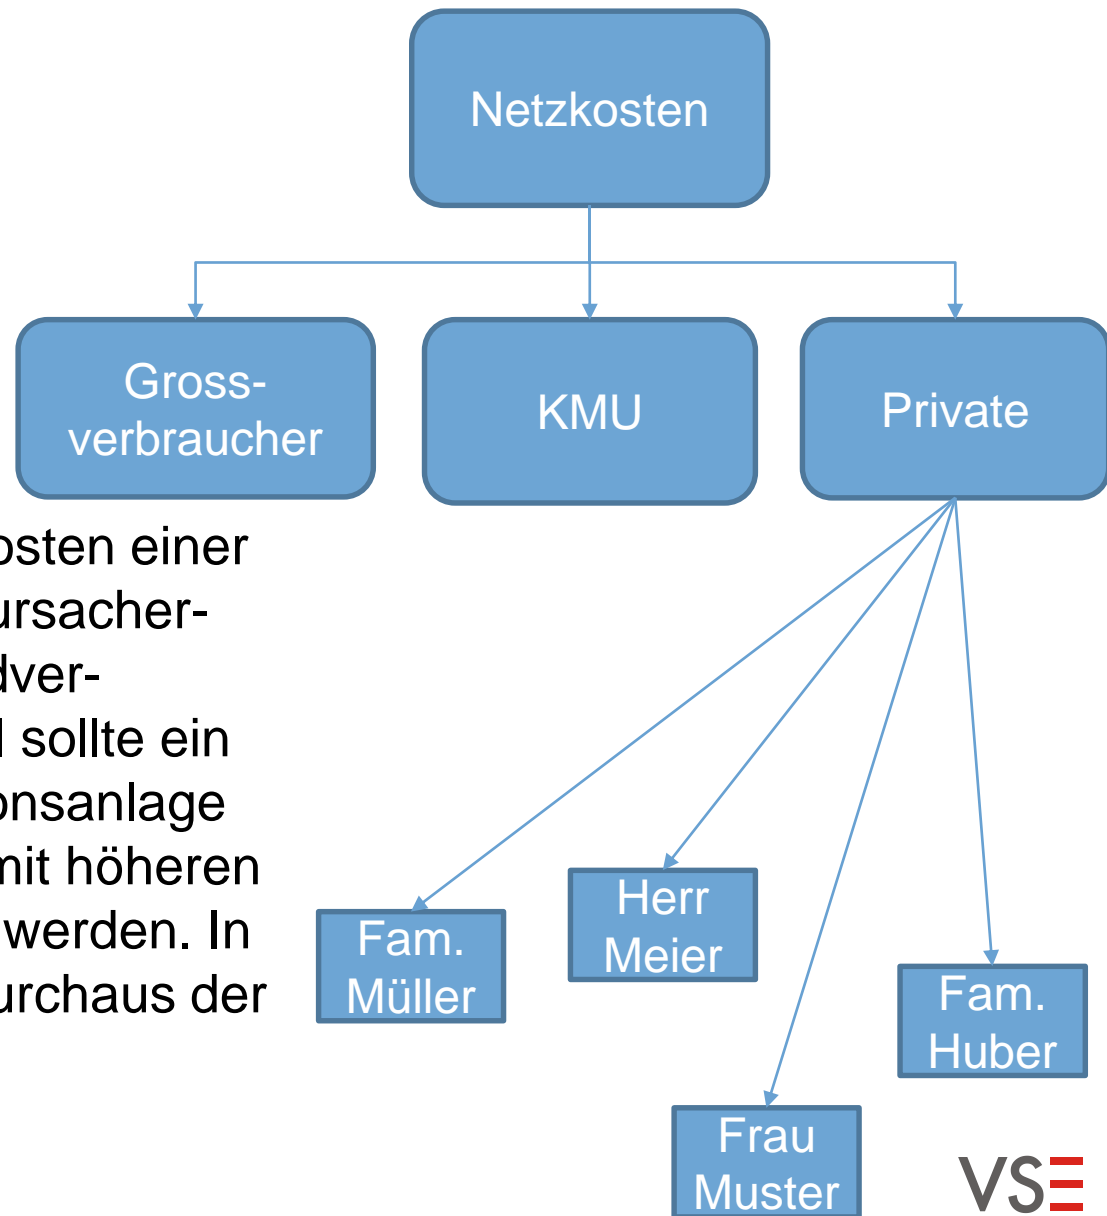 Netzkosten
Gross-
verbraucher
KMU
Private
osten einer
ursacher-
dver-
sollte ein
onsanlage
mit höheren
werden. In
urchaus der
Fam.
Müller
Herr
Meier
Fam.
Huber
Frau
Muster
VSE